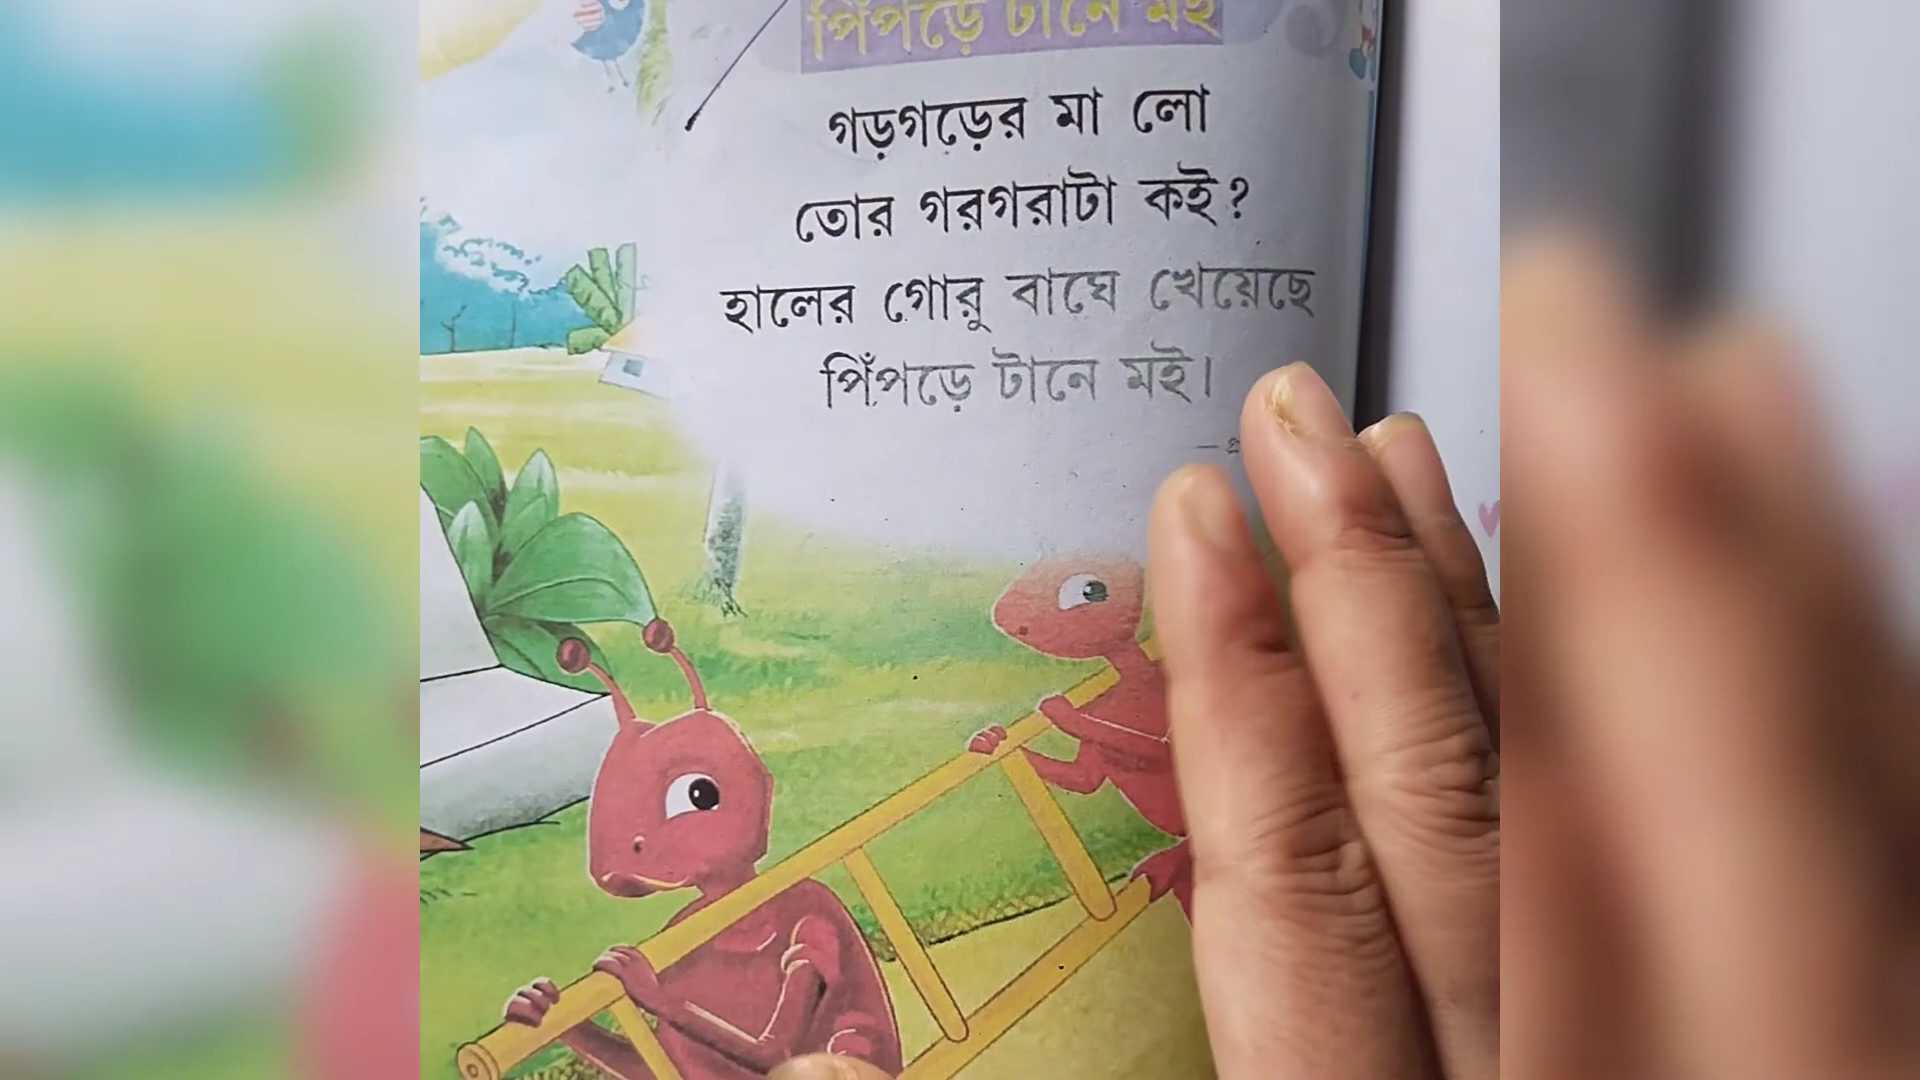 পিঁপড়ে টানে মই
গড়গড়ের মা লো
তোর গরগরাটা কই?
হালের গোরু বাঘে খেয়েছে
পিঁপড়ে টানে মই।